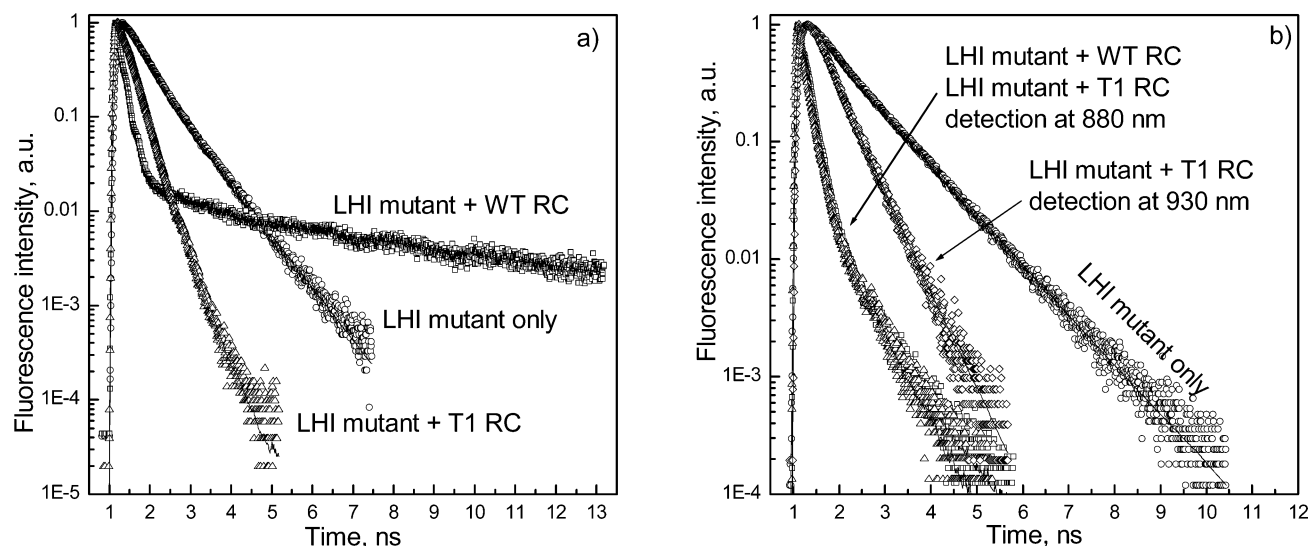 a)
Fluorescence intensity, a.u.
1
0.1
0.01
1E-3
1E-4
1E-5
LHI mutant + WT RC
LHI mutant only
LHI mutant + T1 RC
1 2 3 4 5 6 7 8 9 10 11 12 13
Time, ns
b)
Fluorescence intensity, a.u.
1
0.1
0.01
1E-3
1E-4
LHI mutant + WT RC
LHI mutant + T1 RC
detection at 880 nm
LHI mutant + T1 RC
detection at 930 nm
LHI mutant only
1 2 3 4 5 6 7 8 9 10 11 12
Time, ns